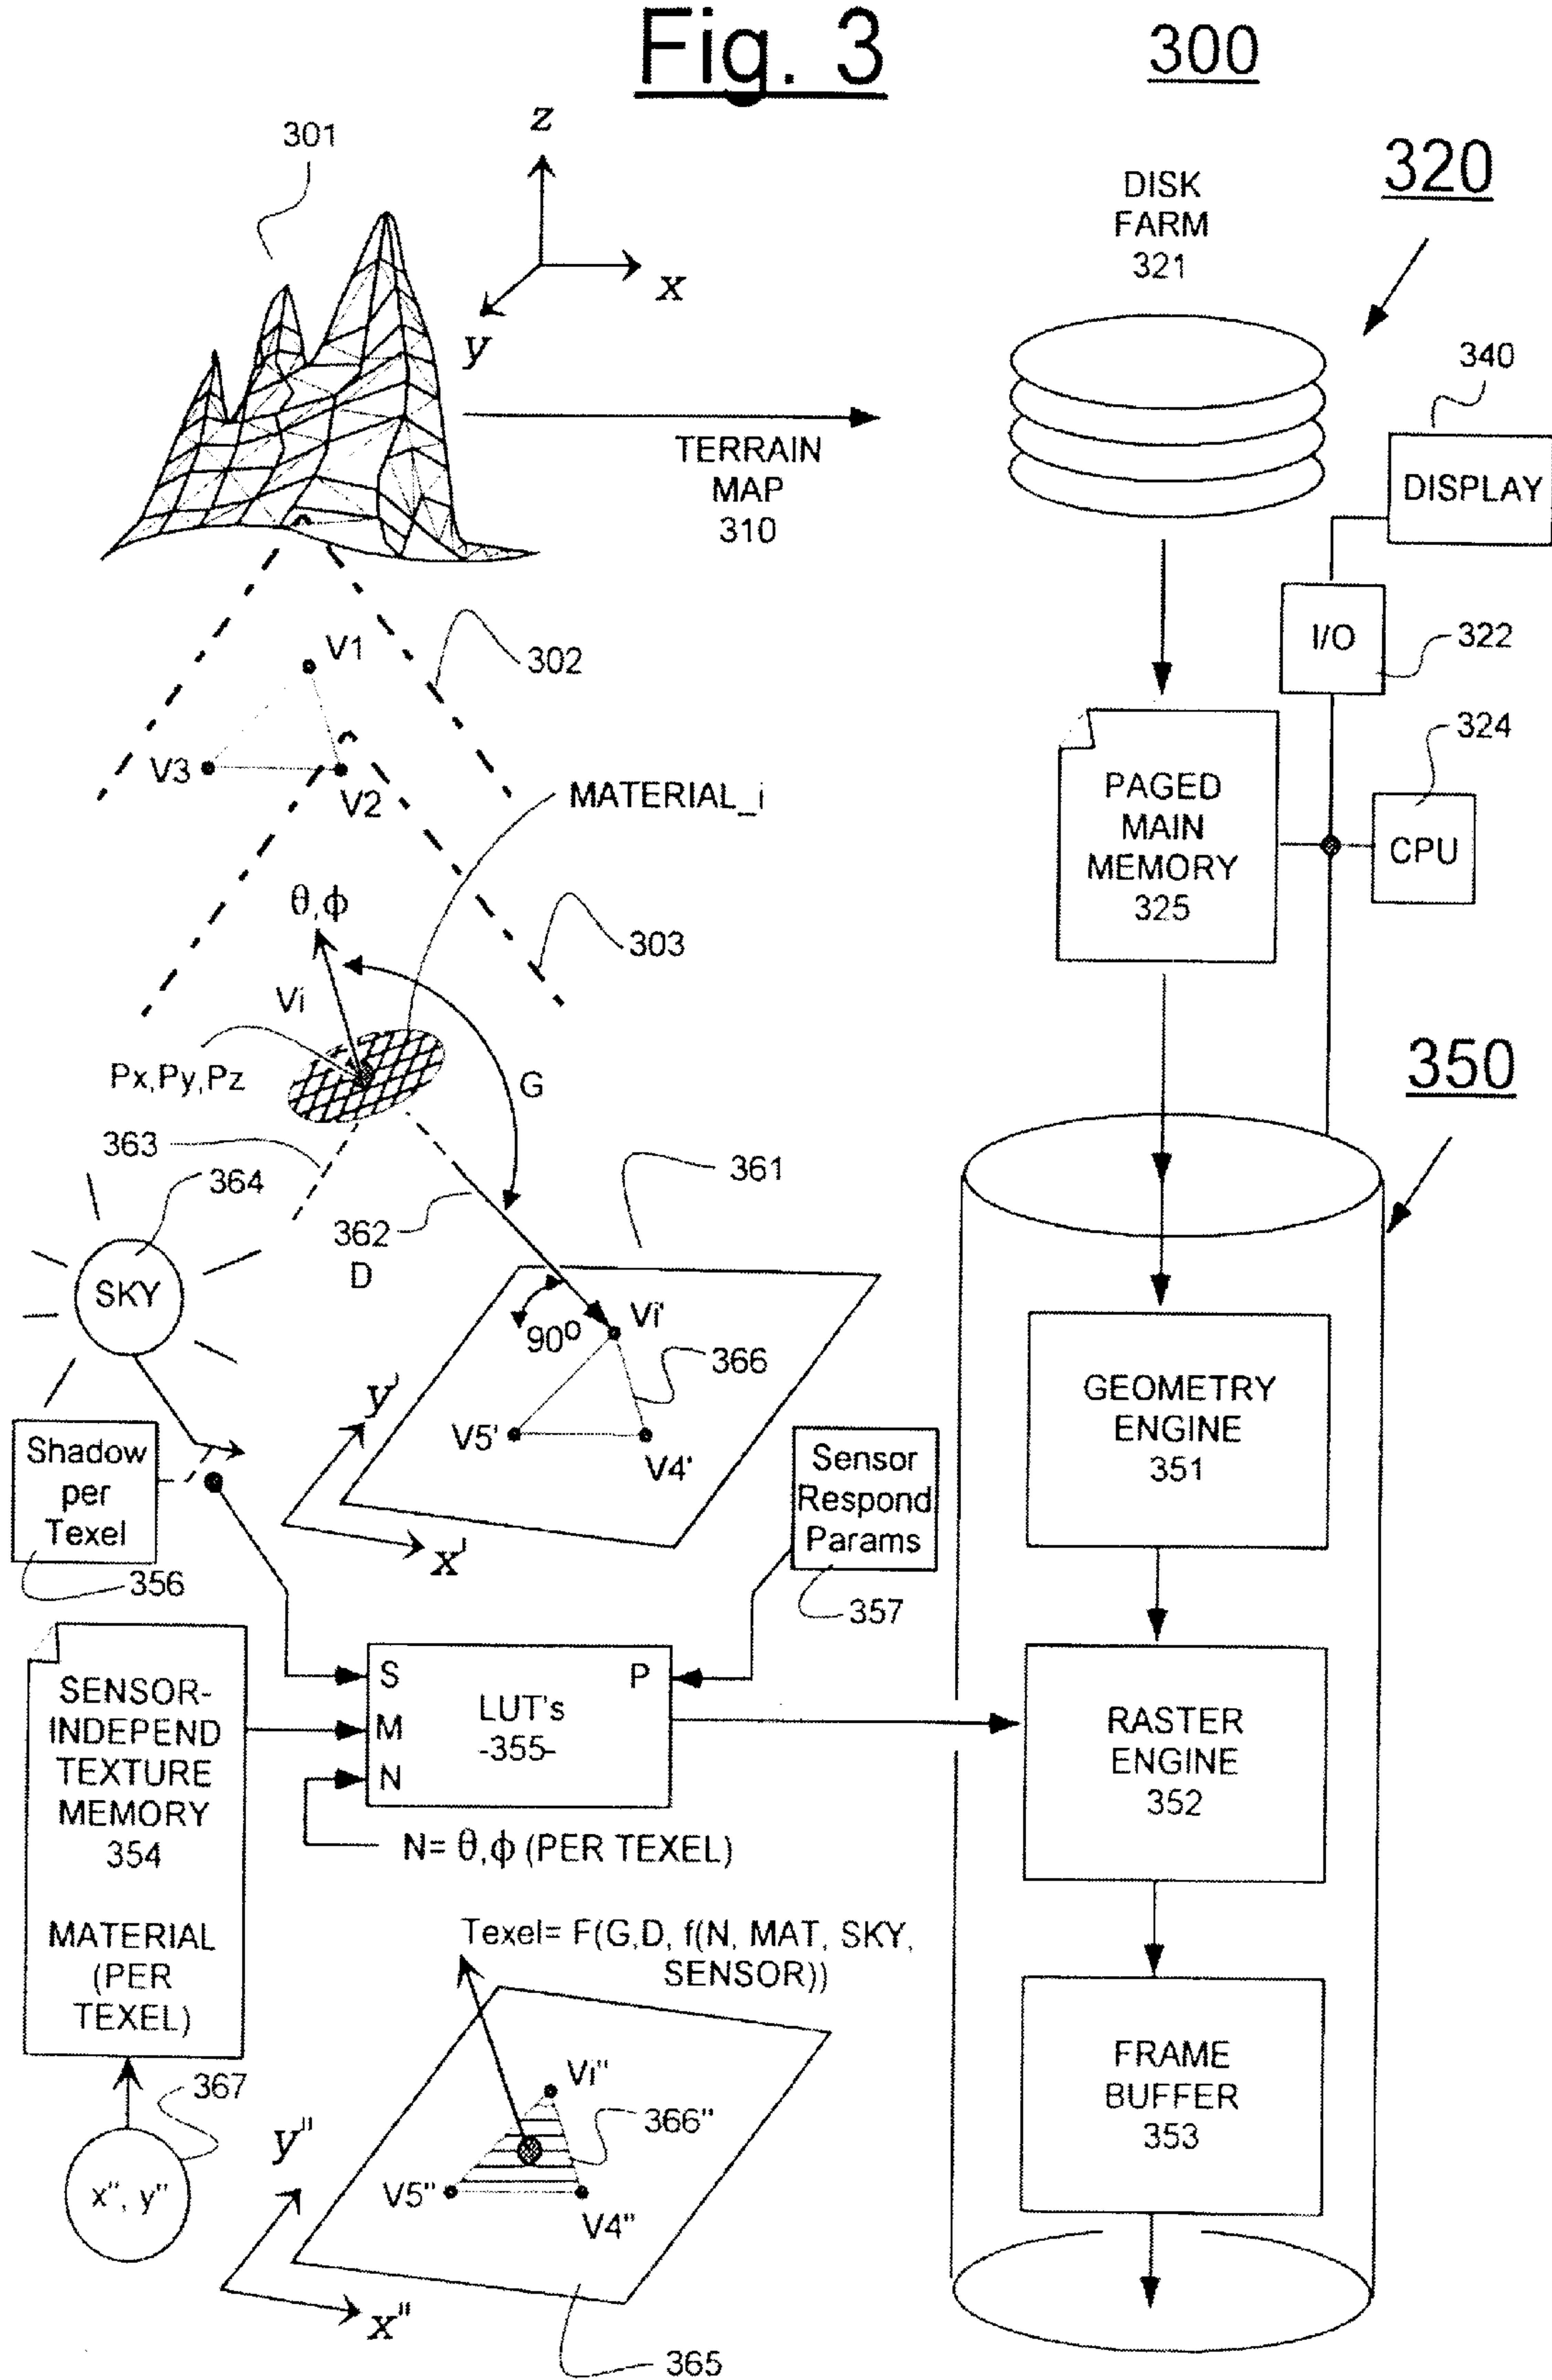 Fig. 3
300
301
z
x
y
320
DISK
FARM
321
340
DISPLAY
TERRAIN
MAP
310
I/O
322
V1
302
V3
V2
324
MATERIAL_i
PAGED
MAIN
MEMORY
325
CPU
θ,ϕ
303
Vi
Px,Py,Pz
G
350
363
364
361
362
D
SKY
Vi'
90º
366
y'
V5'
V4'
GEOMETRY
ENGINE
351
Shadow
per
Texel
Sensor
Respond
Params
x'
356
357
SENSOR-
INDEPEND
TEXTURE
MEMORY
354
MATERIAL
(PER
TEXEL)
S
P
M
N
LUT's
-355-
RASTER
ENGINE
352
N= θ,ϕ (PER TEXEL)
Texel= F(G,D, f(N, MAT, SKY,
SENSOR))
FRAME
BUFFER
353
Vi"
367
366"
y"
x", y"
V5"
V4"
x"
365